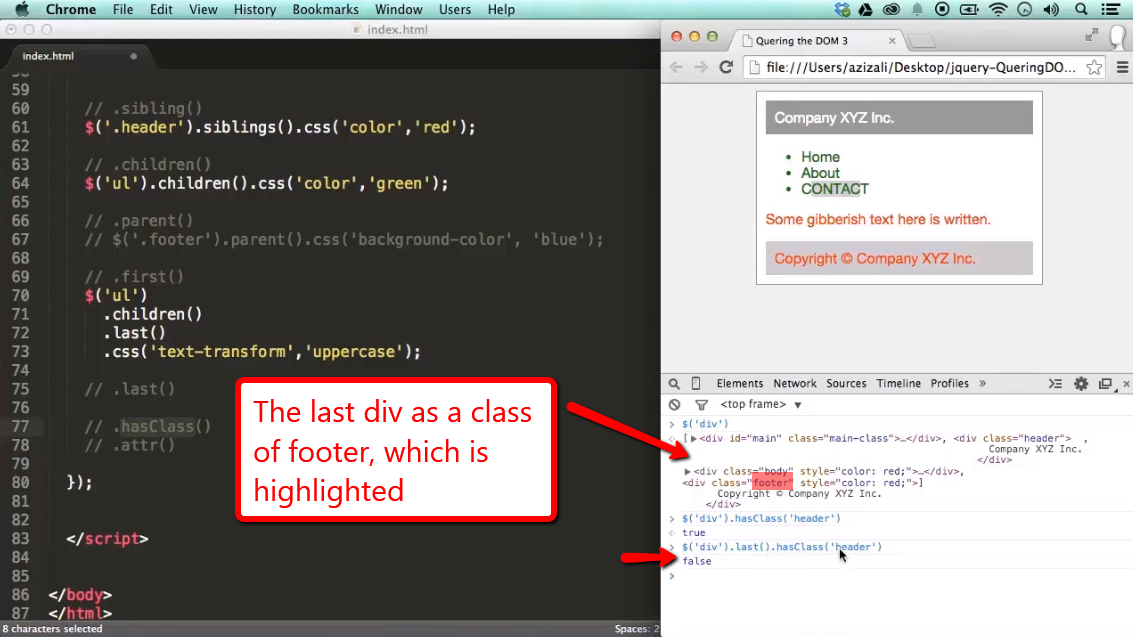 Chrome File Edit View History Bookmarks Window Users Help
index.html
index.html
59
60 // .sibling()
61 $('.header').siblings().css('color','red');
62
63 // .children()
64 $('ul').children().css('color','green');
65
66 // .parent()
67 // $('.footer').parent().css('background-color', 'blue');
68
69 // .first()
70 $('ul')
71 .children()
72 .last()
73 .css('text-transform','uppercase');
74
75 // .last()
76
77 // .hasClass()
78 // .attr()
79
80 });
81
82
83 </script>
84
85
86 </body>
87 </html>
8 characters selected
Spaces: 2
The last div as a class
of footer, which is
highlighted
Quering the DOM 3
file:///Users/azizali/Desktop/jquery-QueringDO...
Company XYZ Inc.
• Home
• About
• CONTACT
Some gibberish text here is written.
Copyright © Company XYZ Inc.
Elements Network Sources Timeline Profiles »
<top frame> ▼
> $('div')
[▶<div id="main" class="main-class">…</div>, <div class="header"> ,
Company XYZ Inc.
</div>
▶<div class="body" style="color: red;">…</div>,
<div class="footer" style="color: red;">]
Copyright © Company XYZ Inc.
</div>
> $('div').hasClass('header')
true
> $('div').last().hasClass('header')
false
>